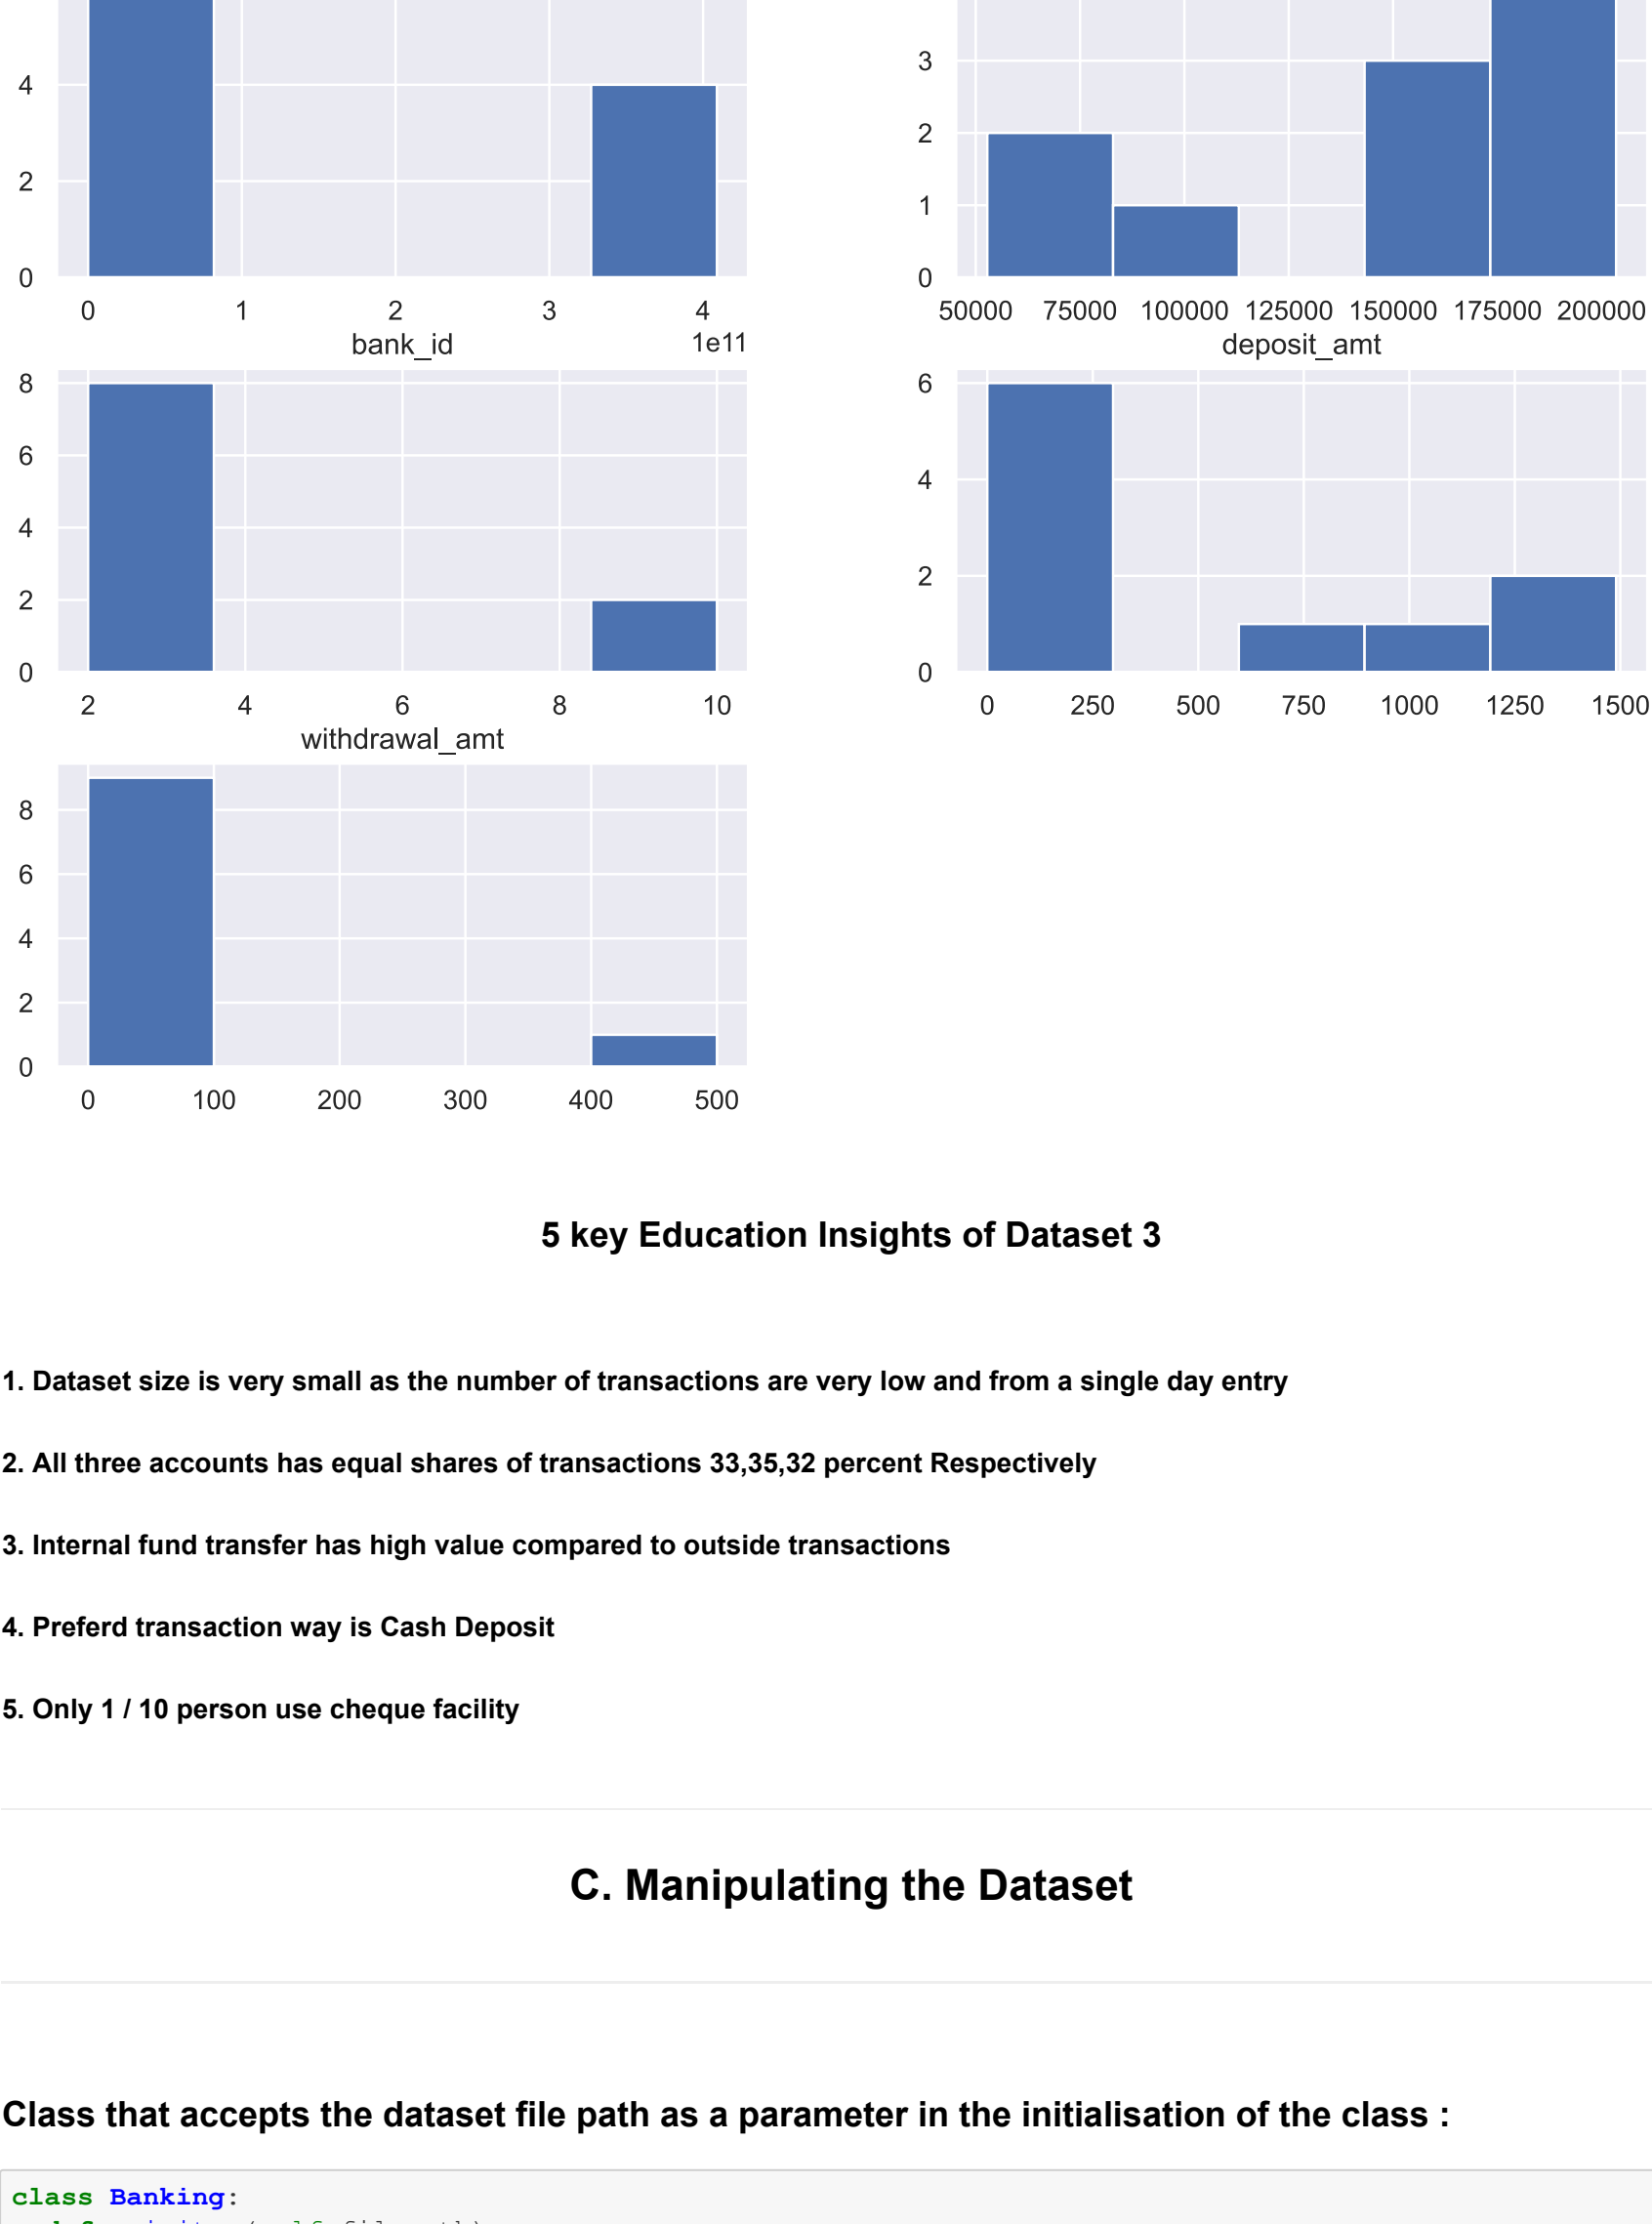 4
2
0
0 1 2 3 4
1e11
3
2
1
0
50000 75000 100000 125000 150000 175000 200000
bank_id
8
6
4
2
0
2 4 6 8 10
deposit_amt
6
4
2
0
0 250 500 750 1000 1250 1500
withdrawal_amt
8
6
4
2
0
0 100 200 300 400 500
5 key Education Insights of Dataset 3
1. Dataset size is very small as the number of transactions are very low and from a single day entry
2. All three accounts has equal shares of transactions 33,35,32 percent Respectively
3. Internal fund transfer has high value compared to outside transactions
4. Preferd transaction way is Cash Deposit
5. Only 1 / 10 person use cheque facility
C. Manipulating the Dataset
Class that accepts the dataset file path as a parameter in the initialisation of the class :
class Banking: